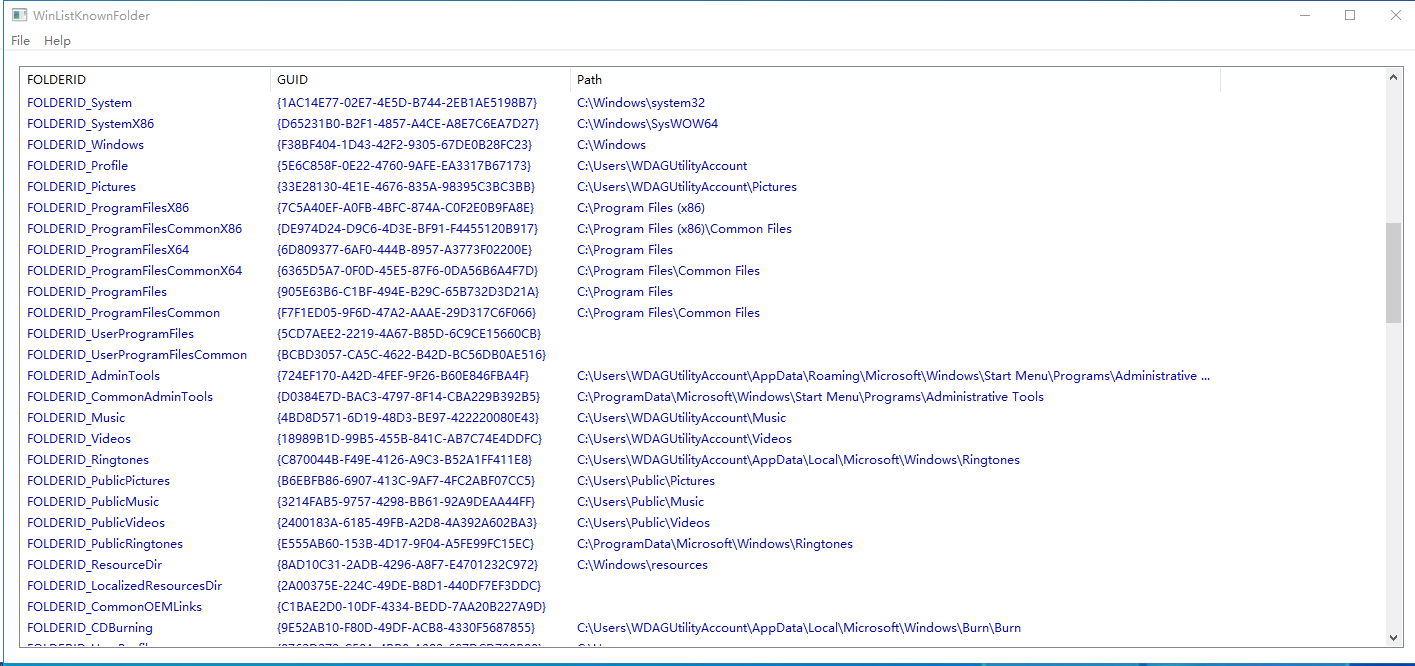 WinListKnownFolder
File Help
FOLDERID GUID Path
FOLDERID_System {1AC14E77-02E7-4E5D-B744-2EB1AE5198B7} C:\Windows\system32
FOLDERID_SystemX86 {D65231B0-B2F1-4857-A4CE-A8E7C6EA7D27} C:\Windows\SysWOW64
FOLDERID_Windows {F38BF404-1D43-42F2-9305-67DE0B28FC23} C:\Windows
FOLDERID_Profile {5E6C858F-0E22-4760-9AFE-EA3317B67173} C:\Users\WDAGUtilityAccount
FOLDERID_Pictures {33E28130-4E1E-4676-835A-98395C3BC3BB} C:\Users\WDAGUtilityAccount\Pictures
FOLDERID_ProgramFilesX86 {7C5A40EF-A0FB-4BFC-874A-C0F2E0B9FA8E} C:\Program Files (x86)
FOLDERID_ProgramFilesCommonX86 {DE974D24-D9C6-4D3E-BF91-F4455120B917} C:\Program Files (x86)\Common Files
FOLDERID_ProgramFilesX64 {6D809377-6AF0-444B-8957-A3773F02200E} C:\Program Files
FOLDERID_ProgramFilesCommonX64 {6365D5A7-0F0D-45E5-87F6-0DA56B6A4F7D} C:\Program Files\Common Files
FOLDERID_ProgramFiles {905E63B6-C1BF-494E-B29C-65B732D3D21A} C:\Program Files
FOLDERID_ProgramFilesCommon {F7F1ED05-9F6D-47A2-AAAE-29D317C6F066} C:\Program Files\Common Files
FOLDERID_UserProgramFiles {5CD7AEE2-2219-4A67-B85D-6C9CE15660CB}
FOLDERID_UserProgramFilesCommon {BCBD3057-CA5C-4622-B42D-BC56DB0AE516}
FOLDERID_AdminTools {724EF170-A42D-4FEF-9F26-B60E846FBA4F} C:\Users\WDAGUtilityAccount\AppData\Roaming\Microsoft\Windows\Start Menu\Programs\Administrative ...
FOLDERID_CommonAdminTools {D0384E7D-BAC3-4797-8F14-CBA229B392B5} C:\ProgramData\Microsoft\Windows\Start Menu\Programs\Administrative Tools
FOLDERID_Music {4BD8D571-6D19-48D3-BE97-422220080E43} C:\Users\WDAGUtilityAccount\Music
FOLDERID_Videos {18989B1D-99B5-455B-841C-AB7C74E4DDFC} C:\Users\WDAGUtilityAccount\Videos
FOLDERID_Ringtones {C870044B-F49E-4126-A9C3-B52A1FF411E8} C:\Users\WDAGUtilityAccount\AppData\Local\Microsoft\Windows\Ringtones
FOLDERID_PublicPictures {B6EBFB86-6907-413C-9AF7-4FC2ABF07CC5} C:\Users\Public\Pictures
FOLDERID_PublicMusic {3214FAB5-9757-4298-BB61-92A9DEAA44FF} C:\Users\Public\Music
FOLDERID_PublicVideos {2400183A-6185-49FB-A2D8-4A392A602BA3} C:\Users\Public\Videos
FOLDERID_PublicRingtones {E555AB60-153B-4D17-9F04-A5FE99FC15EC} C:\ProgramData\Microsoft\Windows\Ringtones
FOLDERID_ResourceDir {8AD10C31-2ADB-4296-A8F7-E4701232C972} C:\Windows\resources
FOLDERID_LocalizedResourcesDir {2A00375E-224C-49DE-B8D1-440DF7EF3DDC}
FOLDERID_CommonOEMLinks {C1BAE2D0-10DF-4334-BEDD-7AA20B227A9D}
FOLDERID_CDBurning {9E52AB10-F80D-49DF-ACB8-4330F5687855} C:\Users\WDAGUtilityAccount\AppData\Local\Microsoft\Windows\Burn\Burn